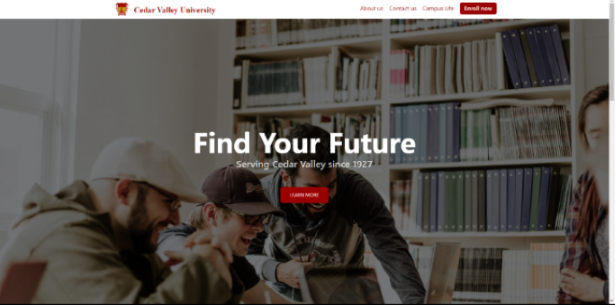 Cedar Valley University
About us Contact us Campus Life Enroll now
Find Your Future
Serving Cedar Valley since 1927
LEARN MORE